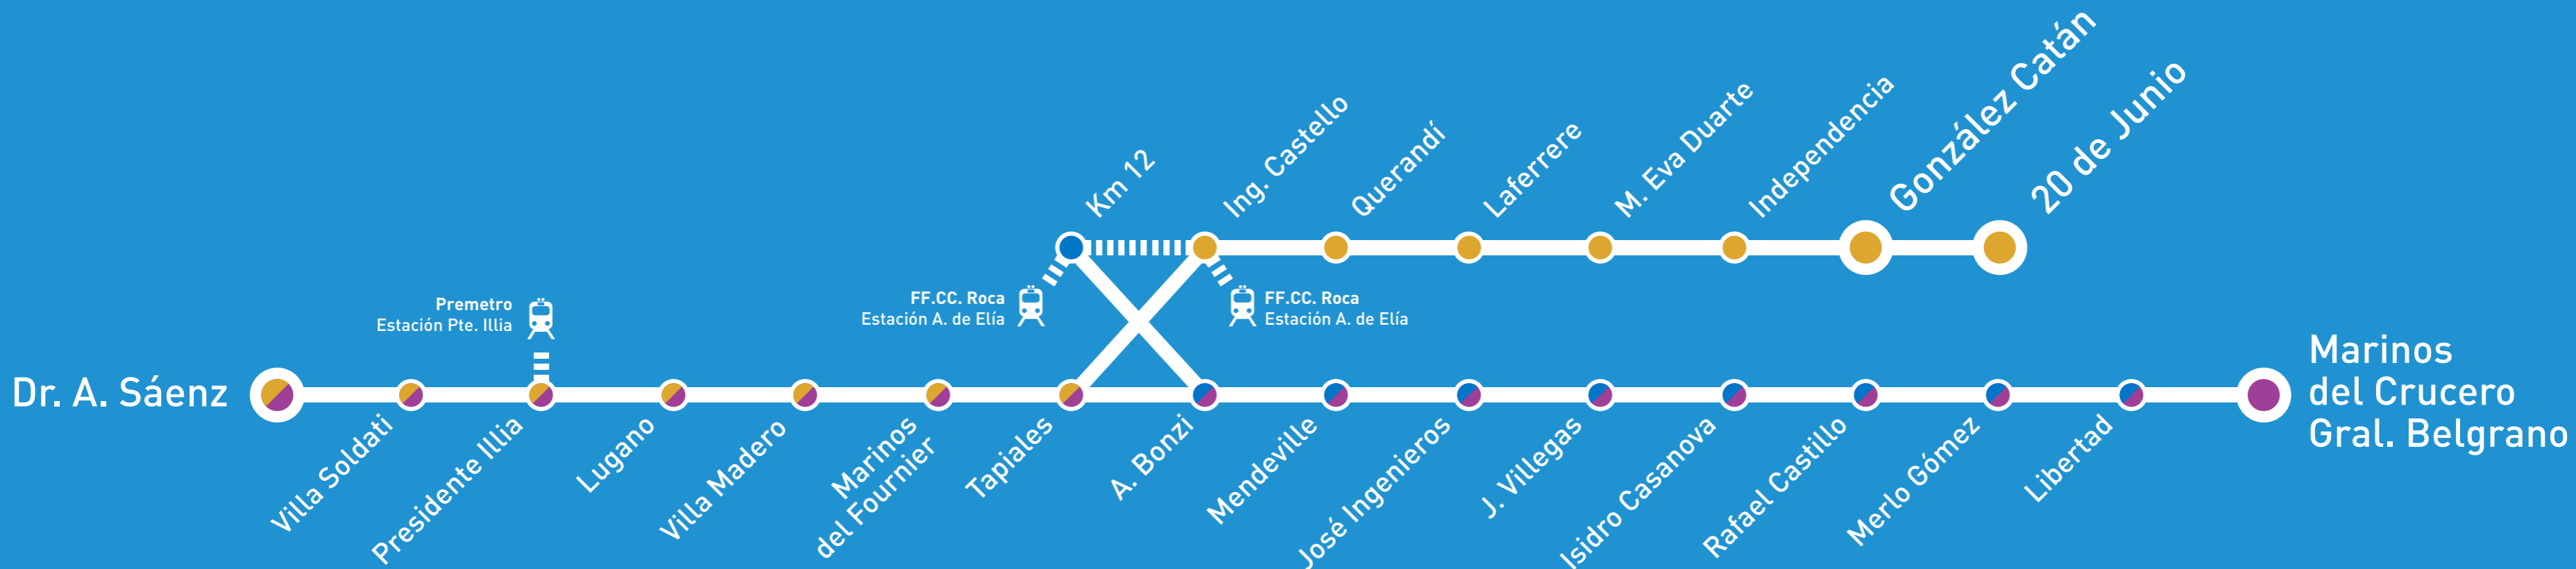 Km 12
Ing. Castello
Querandí
Laferrere
M. Eva Duarte
Independencia
González Catán
20 de Junio
Premetro
Estación Pte. Illia
FF.CC. Roca
Estación A. de Elía
FF.CC. Roca
Estación A. de Elía
Dr. A. Sáenz
Villa Soldati
Presidente Illia
Lugano
Villa Madero
Marinos
del Fournier
Tapiales
A. Bonzi
Mendeville
José Ingenieros
J. Villegas
Isidro Casanova
Rafael Castillo
Merlo Gómez
Libertad
Marinos
del Crucero
Gral. Belgrano